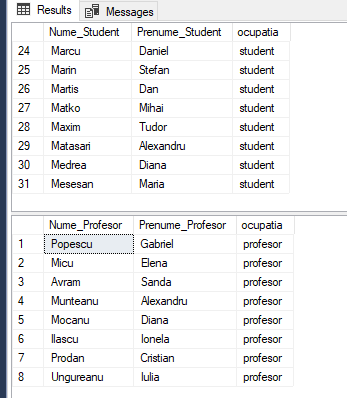 Results Messages
Nume_Student Prenume_Student ocupatia
24 Marcu Daniel student
25 Marin Stefan student
26 Martis Dan student
27 Matko Mihai student
28 Maxim Tudor student
29 Matasari Alexandru student
30 Medrea Diana student
31 Mesesan Maria student
Nume_Profesor Prenume_Profesor ocupatia
1 Popescu Gabriel profesor
2 Micu Elena profesor
3 Avram Sanda profesor
4 Munteanu Alexandru profesor
5 Mocanu Diana profesor
6 Ilascu Ionela profesor
7 Prodan Cristian profesor
8 Ungureanu Iulia profesor